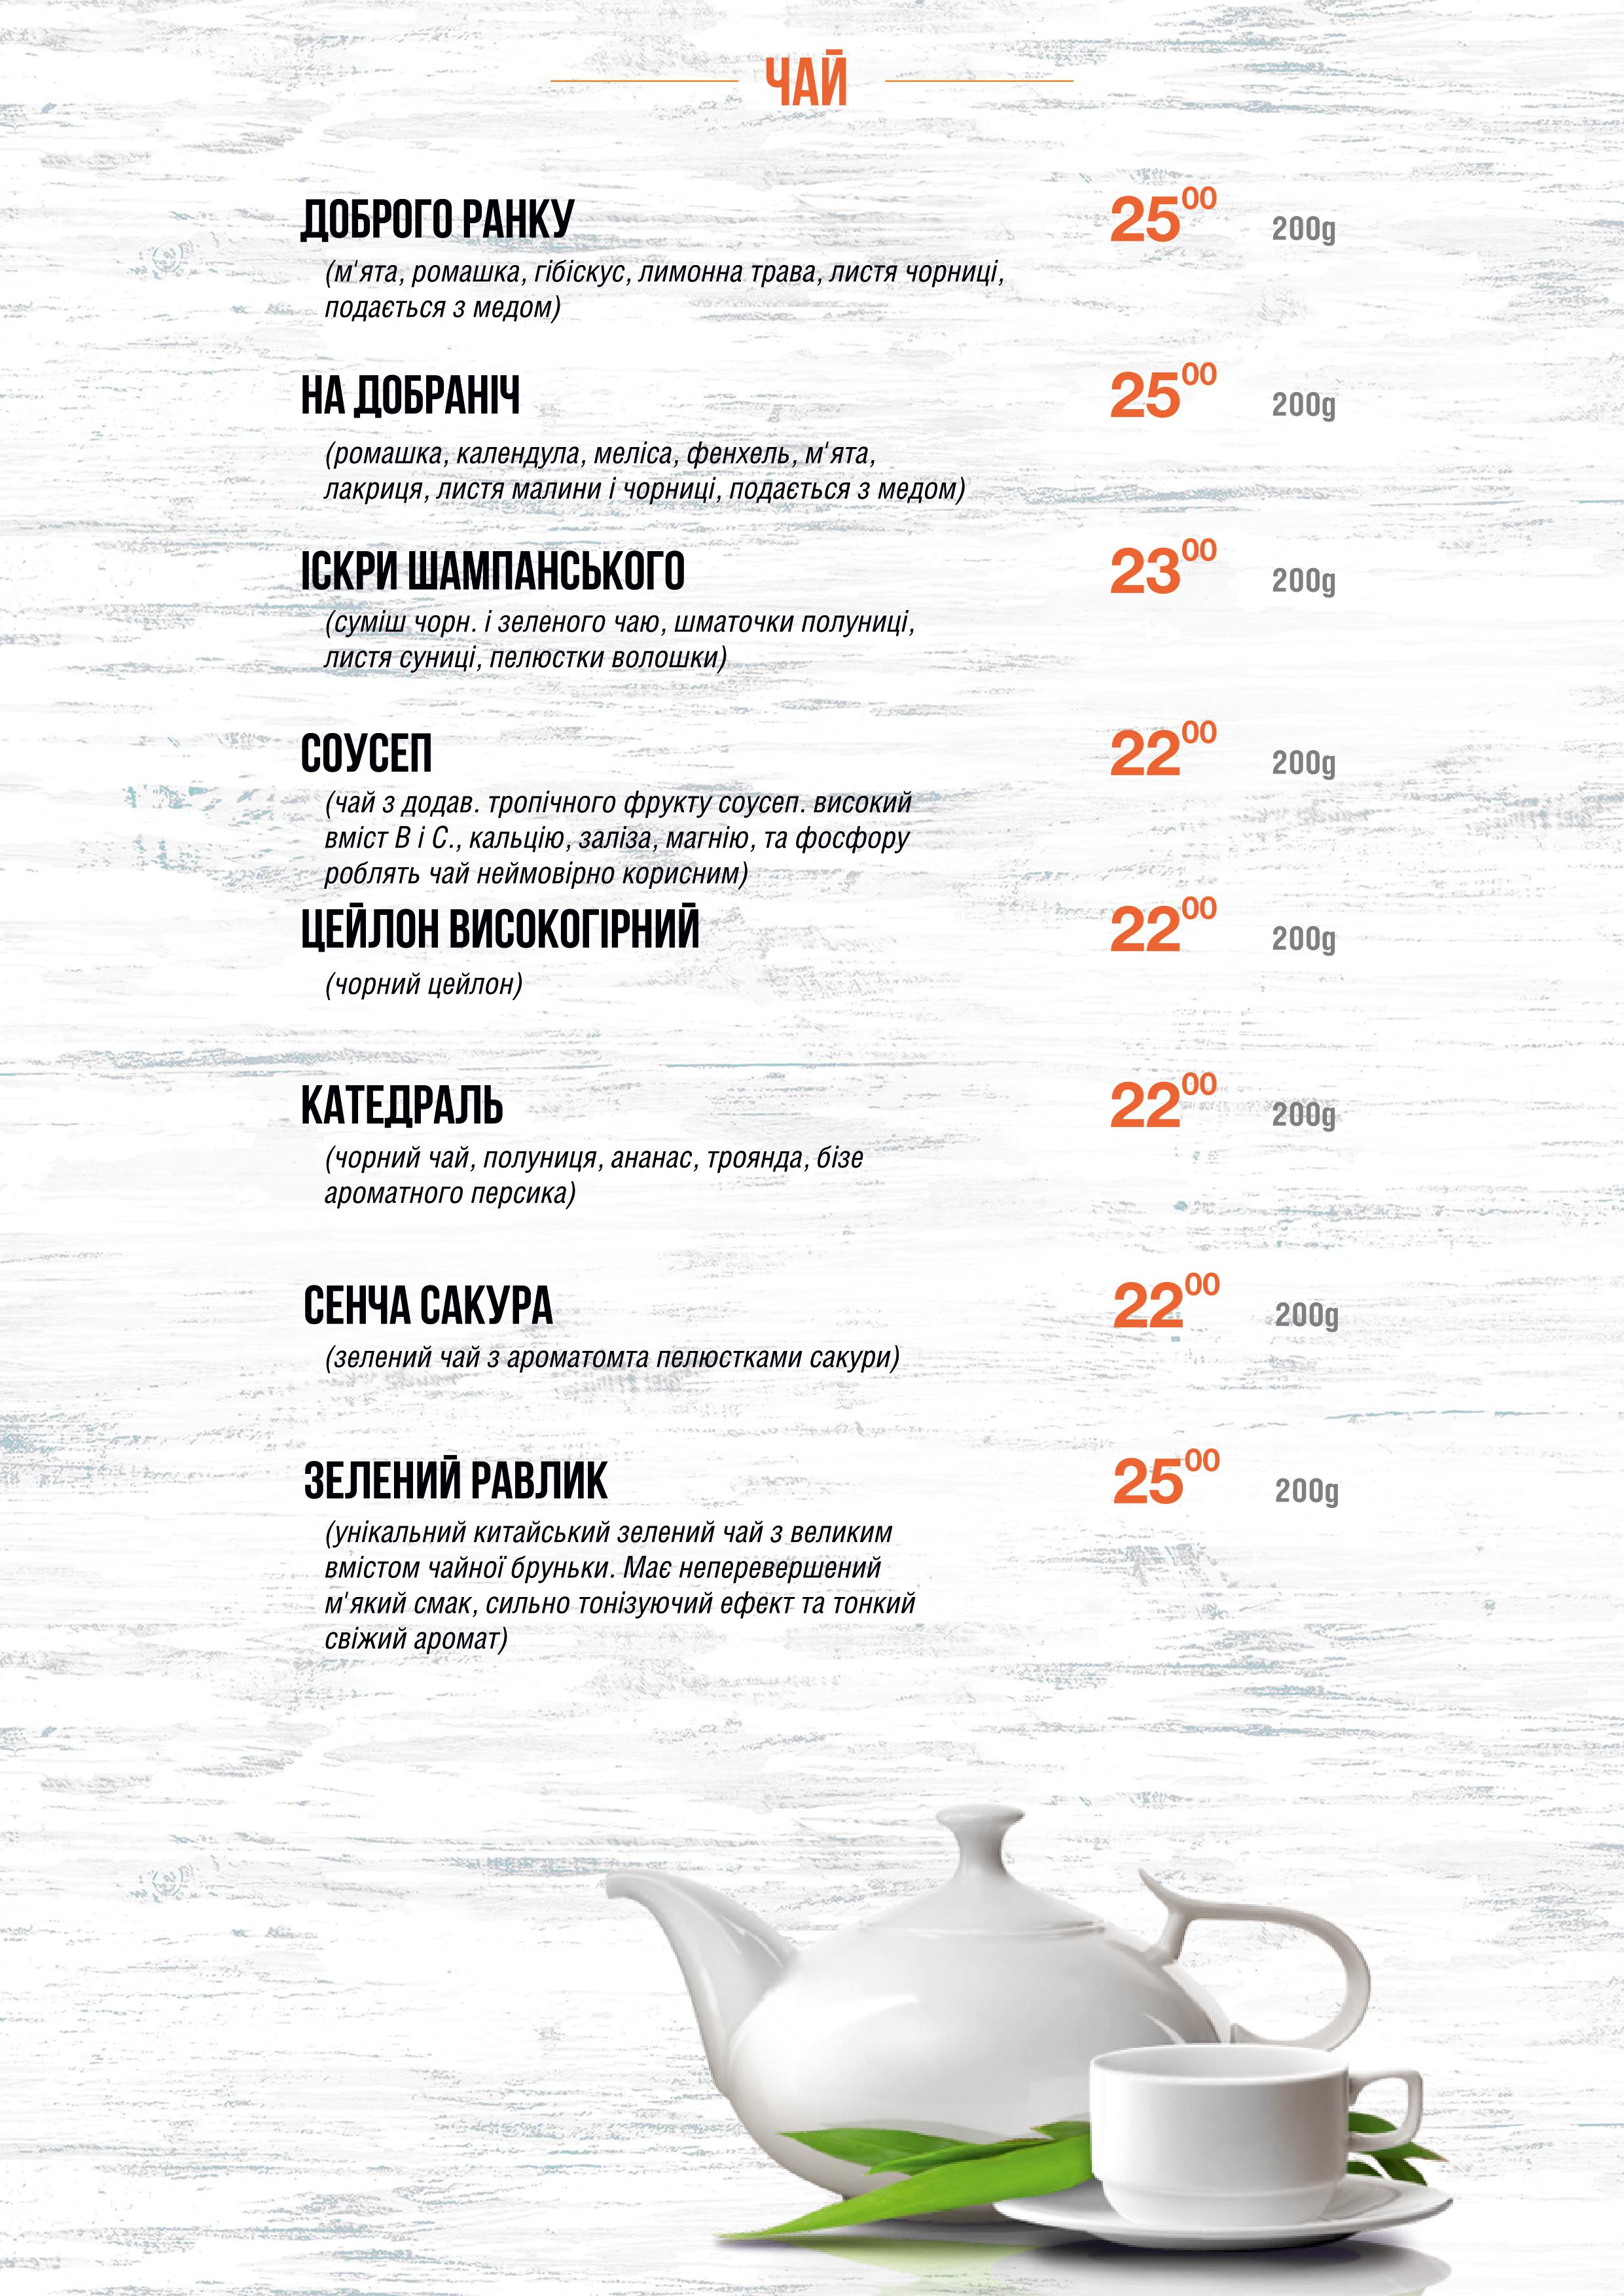 ЧАЙ
ДОБРОГО РАНКУ 25⁰⁰ 200g
(м'ята, ромашка, гібіскус, лимонна трава, листя чорниці,
подається з медом)
НА ДОБРАНІЧ 25⁰⁰ 200g
(ромашка, календула, меліса, фенхель, м'ята,
лакриця, листя малини і чорниці, подається з медом)
ІСКРИ ШАМПАНСЬКОГО 23⁰⁰ 200g
(суміш чорн. і зеленого чаю, шматочки полуниці,
листя суниці, пелюстки волошки)
СОУСЕП 22⁰⁰ 200g
(чай з додав. тропічного фрукту соусеп. високий
вміст В і С., кальцію, заліза, магнію, та фосфору
роблять чай неймовірно корисним)
ЦЕЙЛОН ВИСОКОГІРНИЙ 22⁰⁰ 200g
(чорний цейлон)
КАТЕДРАЛЬ 22⁰⁰ 200g
(чорний чай, полуниця, ананас, троянда, бізе
ароматного персика)
СЕНЧА САКУРА 22⁰⁰ 200g
(зелений чай з ароматомта пелюстками сакури)
ЗЕЛЕНИЙ РАВЛИК 25⁰⁰ 200g
(унікальний китайський зелений чай з великим
вмістом чайної бруньки. Має неперевершений
м'який смак, сильно тонізуючий ефект та тонкий
свіжий аромат)